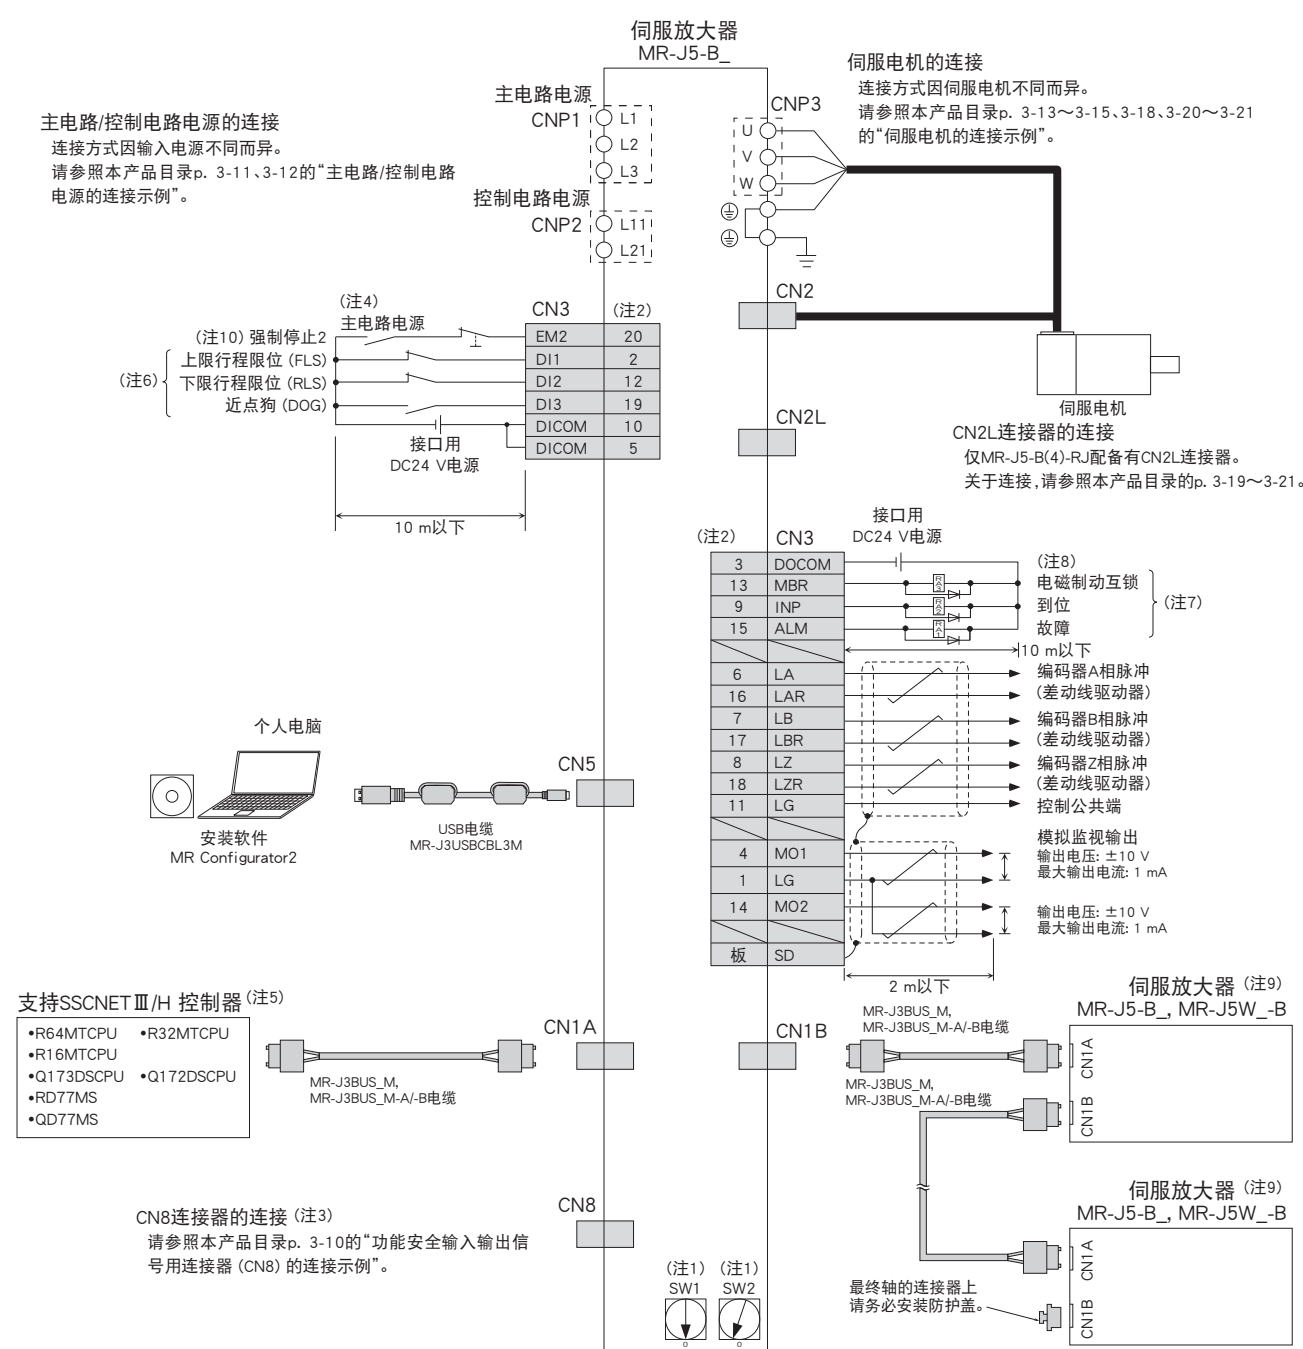 伺服放大器
MR-J5-B_
主电路/控制电路电源的连接
连接方式因输入电源不同而异。
请参照本产品目录p. 3-11、3-12的“主电路/控制电路
电源的连接示例”。
主电路电源
CNP1
L1
L2
L3
控制电路电源
CNP2
L11
L21
CNP3
U
V
W
伺服电机的连接
连接方式因伺服电机不同而异。
请参照本产品目录p. 3-13～3-15、3-18、3-20～3-21
的“伺服电机的连接示例”。
CN2
伺服电机
CN2L
CN2L连接器的连接
仅MR-J5-B(4)-RJ配备有CN2L连接器。
关于连接,请参照本产品目录的p. 3-19～3-21。
(注4)
主电路电源
CN3 (注2)
(注10) 强制停止2 EM2 20
(注6)
上限行程限位 (FLS) DI1 2
下限行程限位 (RLS) DI2 12
近点狗 (DOG) DI3 19
DICOM 10
DICOM 5
接口用
DC24 V电源
10 m以下
接口用
DC24 V电源
(注2) CN3
3 DOCOM (注8)
13 MBR RA3 电磁制动互锁
9 INP RA2 到位
15 ALM RA1 故障
(注7)
10 m以下
6 LA 编码器A相脉冲
16 LAR (差动线驱动器)
7 LB 编码器B相脉冲
17 LBR (差动线驱动器)
8 LZ 编码器Z相脉冲
18 LZR (差动线驱动器)
11 LG 控制公共端
模拟监视输出
4 MO1 输出电压: ±10 V
1 LG 最大输出电流: 1 mA
14 MO2 输出电压: ±10 V
最大输出电流: 1 mA
板 SD
2 m以下
个人电脑
安装软件
MR Configurator2
USB电缆
MR-J3USBCBL3M
CN5
支持SSCNETⅢ/H 控制器(注5)
•R64MTCPU •R32MTCPU
•R16MTCPU
•Q173DSCPU •Q172DSCPU
•RD77MS
•QD77MS
MR-J3BUS_M,
MR-J3BUS_M-A/-B电缆
CN1A
CN1B
MR-J3BUS_M,
MR-J3BUS_M-A/-B电缆
MR-J3BUS_M,
MR-J3BUS_M-A/-B电缆
伺服放大器 (注9)
MR-J5-B_, MR-J5W_-B
CN1A
CN1B
伺服放大器 (注9)
MR-J5-B_, MR-J5W_-B
CN1A
CN1B
最终轴的连接器上
请务必安装防护盖。
CN8
CN8连接器的连接 (注3)
请参照本产品目录p. 3-10的“功能安全输入输出信
号用连接器 (CN8) 的连接示例”。
(注1) (注1)
SW1 SW2
0 0